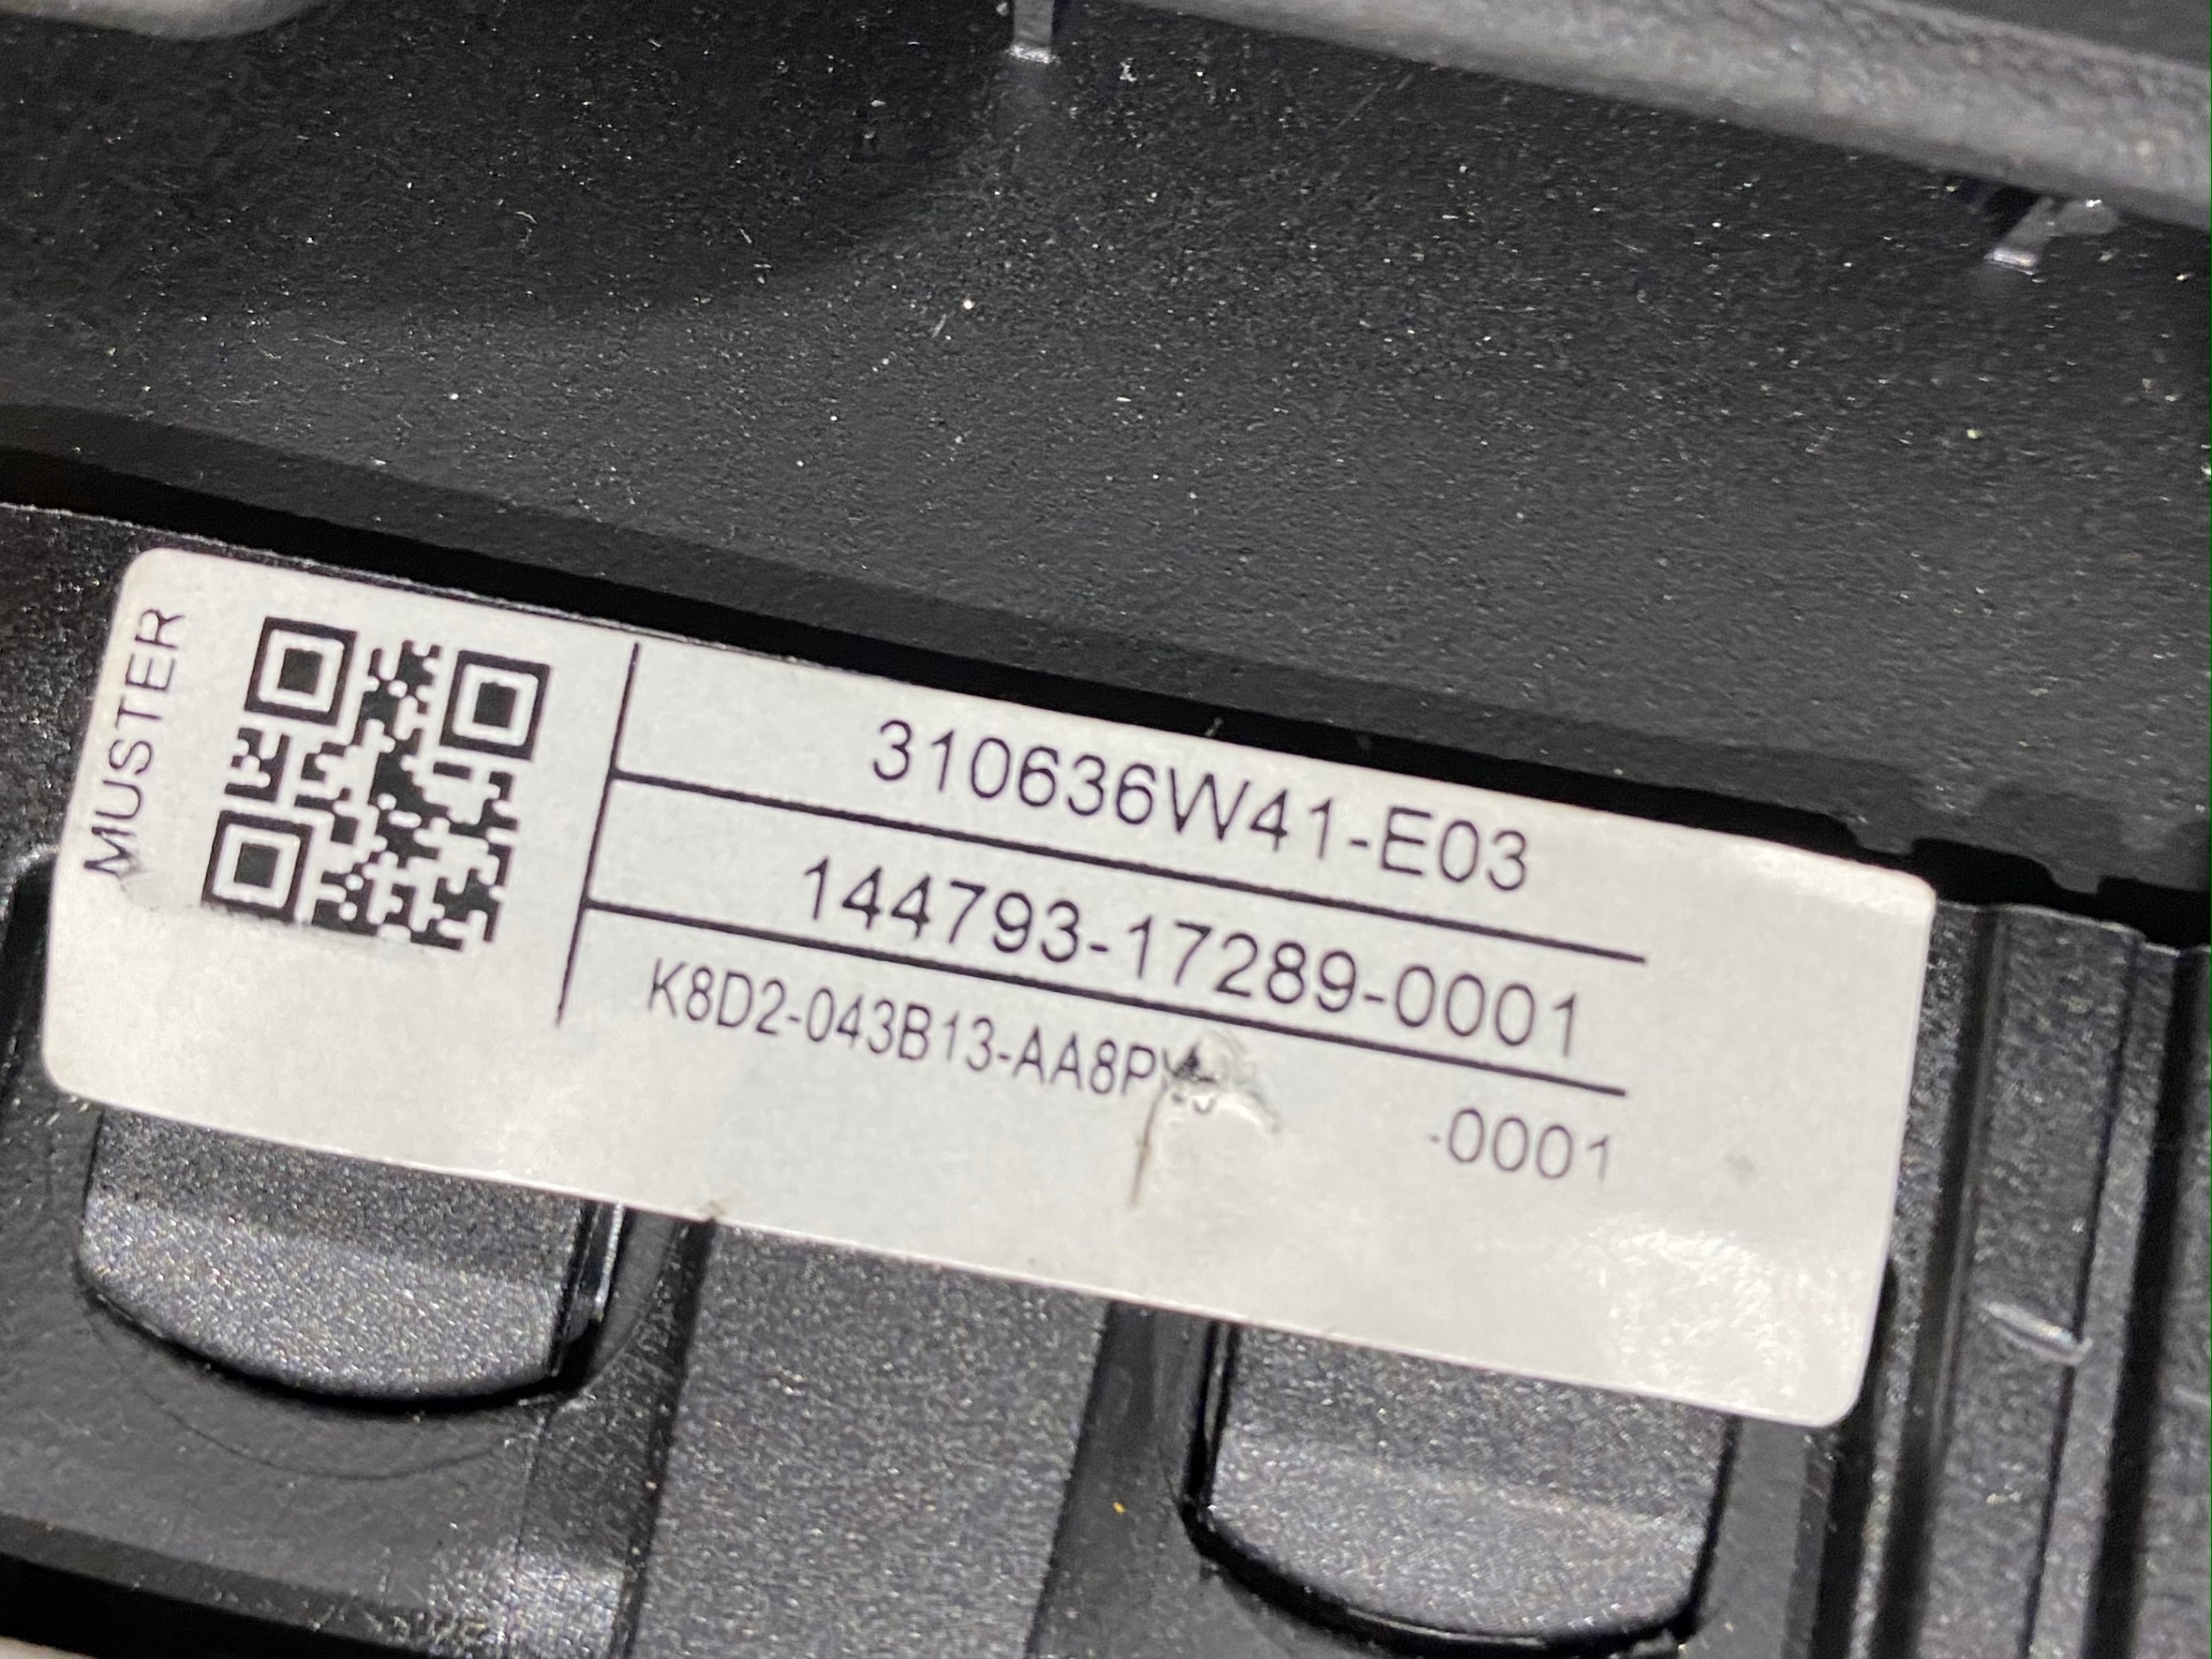 MUSTER
310636W41-E03
144793-17289-0001
K8D2-043B13-AA8P
-0001